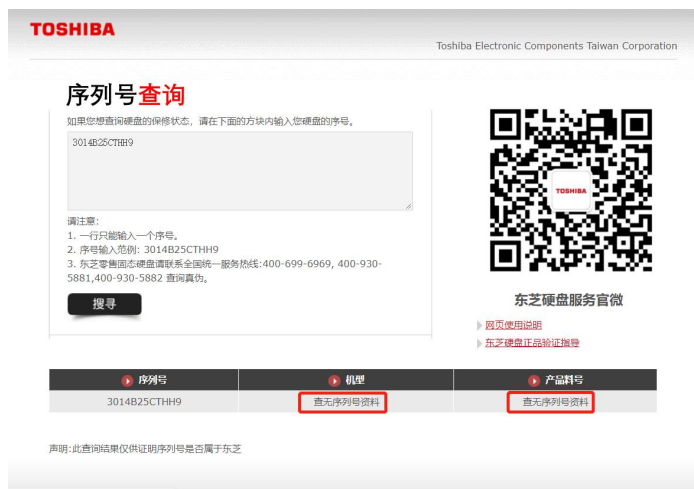 TOSHIBA
Toshiba Electronic Components Taiwan Corporation
序列号查询
如果您想查询硬盘的保修状态，请在下面的方块内输入您硬盘的序号。
3014B25CTHH9
请注意:
1. 一行只能输入一个序号。
2. 序号输入范例: 3014B25CTHH9
3. 东芝零售固态硬盘请联系全国统一服务热线:400-699-6969, 400-930-
5881,400-930-5882 查询真伪。
搜寻
TOSHIBA
东芝硬盘服务官微
网页使用说明
东芝硬盘正品验证指导
序列号 机型 产品料号
3014B25CTHH9 查无序列号资料 查无序列号资料
声明:此查询结果仅供证明序列号是否属于东芝